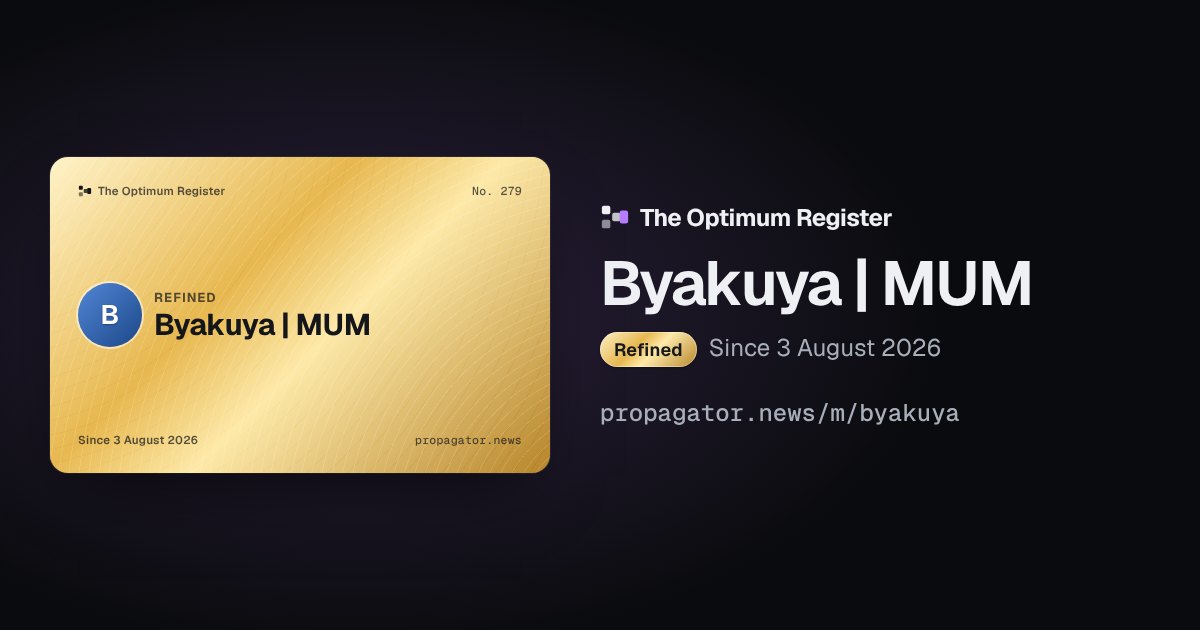 The Optimum Register
No. 279
B
REFINED
Byakuya | MUM
Since 3 August 2026
propagator.news
The Optimum Register
Byakuya | MUM
Refined
Since 3 August 2026
propagator.news/m/byakuya